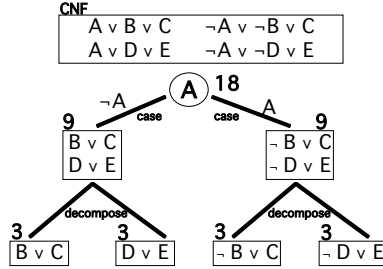 CNF
A ∨ B ∨ C ¬A ∨ ¬B ∨ C
A ∨ D ∨ E ¬A ∨ ¬D ∨ E
A 18
¬A case case A
9 9
B ∨ C ¬ B ∨ C
D ∨ E ¬ D ∨ E
decompose decompose
3 3 3 3
B ∨ C D ∨ E ¬ B ∨ C ¬ D ∨ E